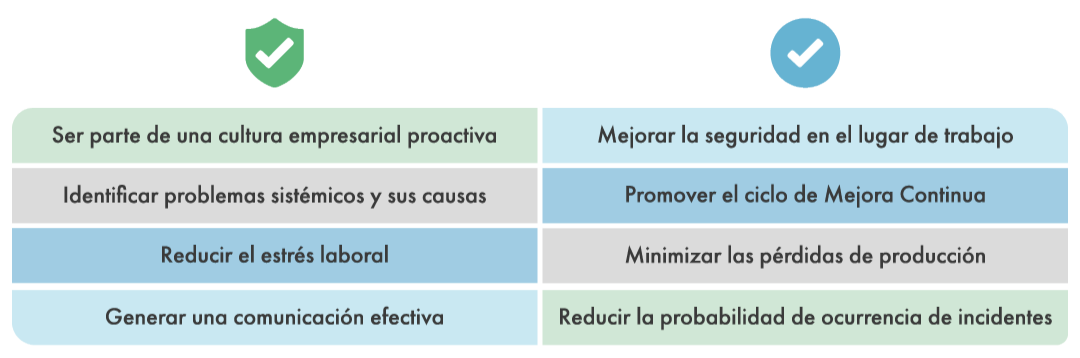 Ser parte de una cultura empresarial proactiva
Mejorar la seguridad en el lugar de trabajo
Identificar problemas sistémicos y sus causas
Promover el ciclo de Mejora Continua
Reducir el estrés laboral
Minimizar las pérdidas de producción
Generar una comunicación efectiva
Reducir la probabilidad de ocurrencia de incidentes